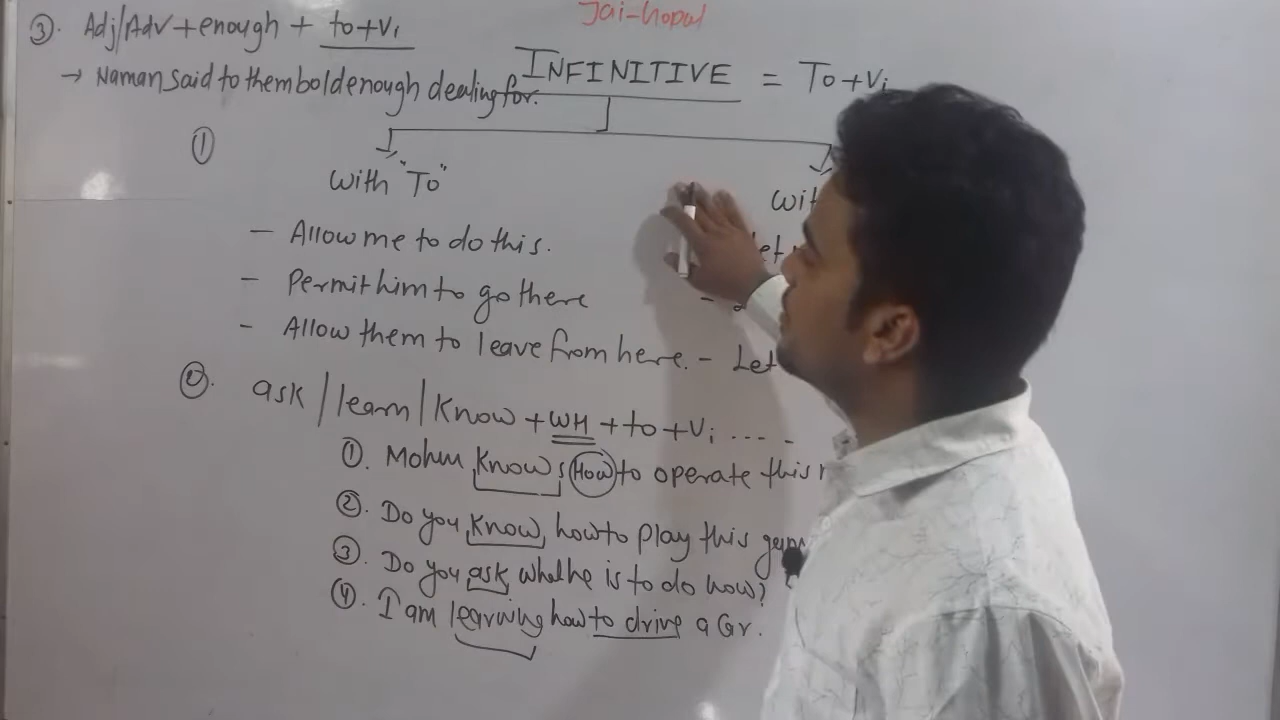 Jai-Gopal
③. Adj/Adv + enough + to+V₁
→ Naman said to them bold enough dealing for.
INFINITIVE = To+V₁
①
with "To"
wit
- Allow me to do this.
let
- Permit him to go there
-
- Allow them to leave from here.
- Let
②. ask / learn / Know + WH + to + V₁ .... -
①. Mohan Knows How to operate this
②. Do you know how to play this game
③. Do you ask what he is to do now?
④. I am learning how to drive a Car.